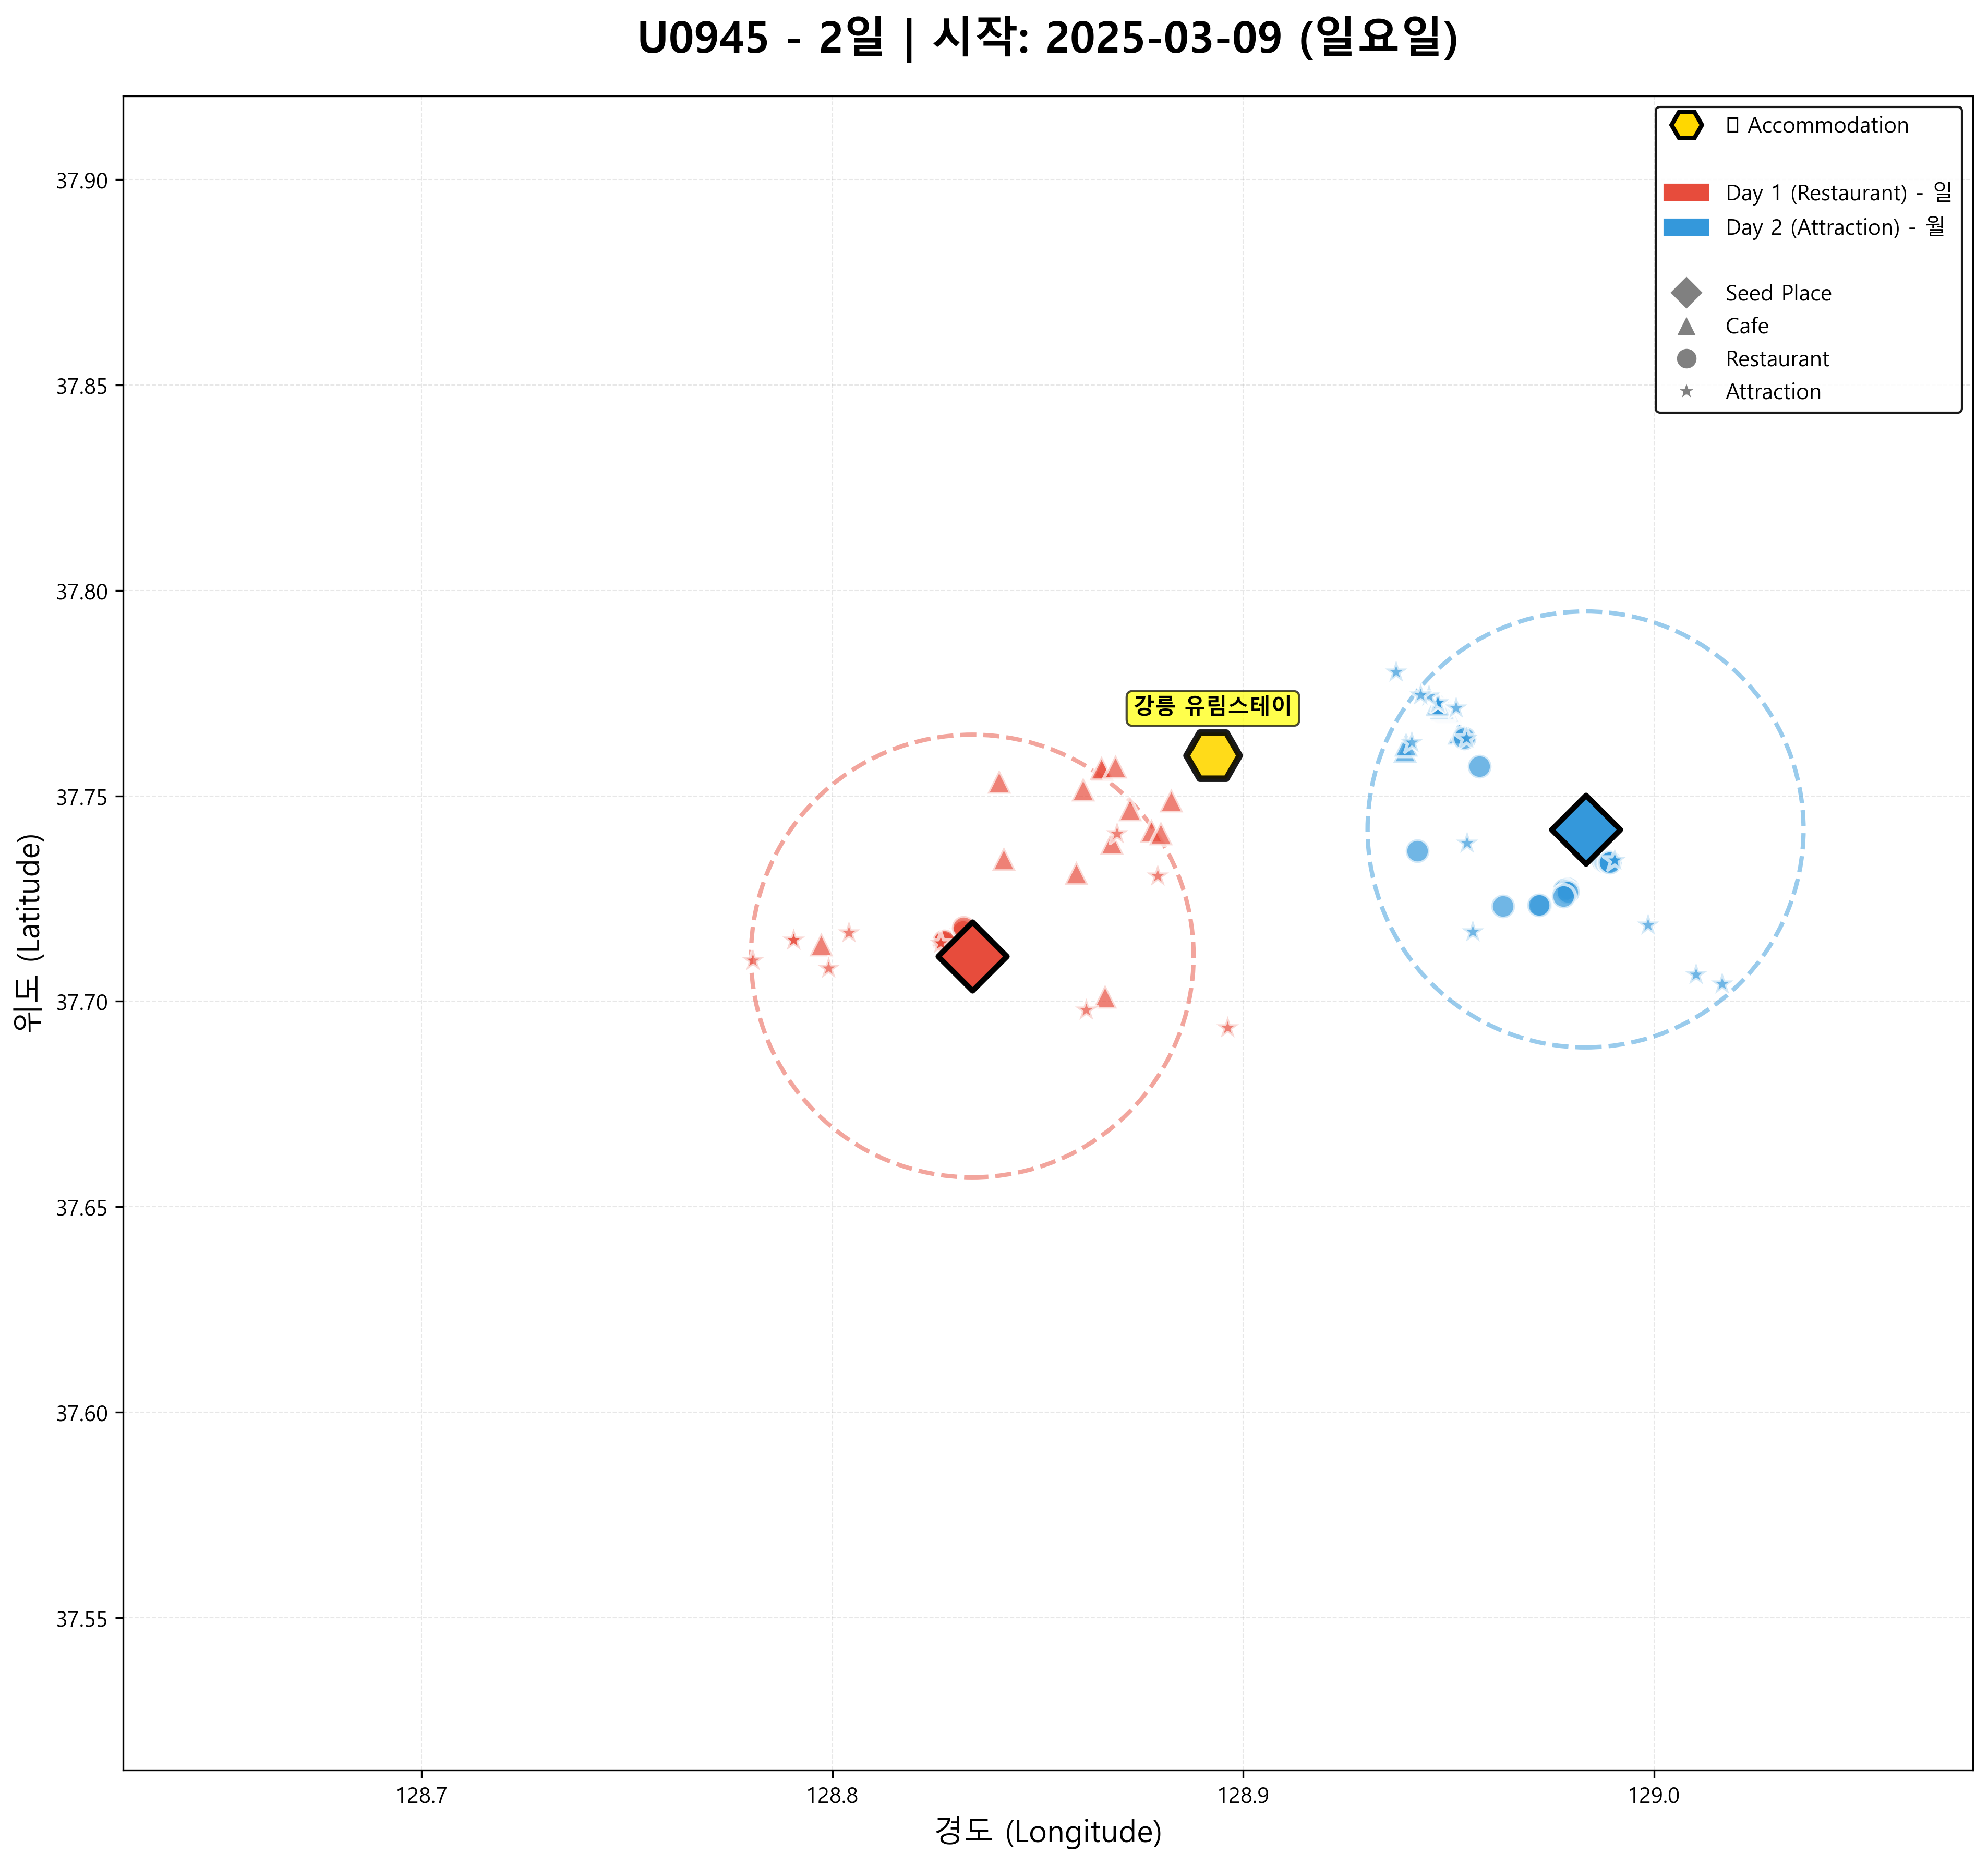 U0945 - 2일 | 시작: 2025-03-09 (일요일)
Accommodation
Day 1 (Restaurant) - 일
Day 2 (Attraction) - 월
Seed Place
Cafe
Restaurant
Attraction
강릉 유림스테이
위도 (Latitude)
37.90
37.85
37.80
37.75
37.70
37.65
37.60
37.55
128.7
128.8
128.9
129.0
경도 (Longitude)